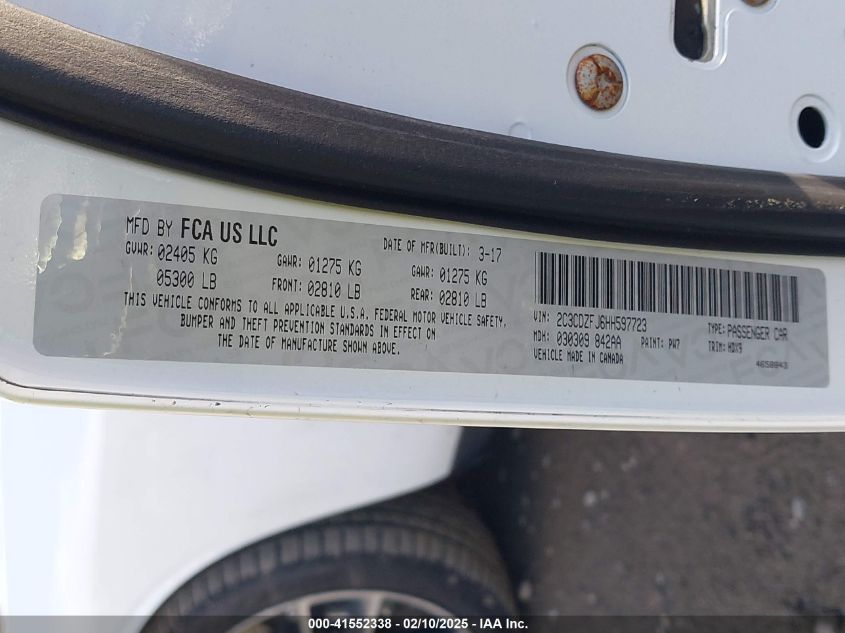 MFD BY FCA US LLC
DATE OF MFR(BUILT): 3-17
GVWR: 02405 KG GAWR: 01275 KG GAWR: 01275 KG
05300 LB FRONT: 02810 LB REAR: 02810 LB
THIS VEHICLE CONFORMS TO ALL APPLICABLE U.S.A. FEDERAL MOTOR VEHICLE SAFETY,
BUMPER AND THEFT PREVENTION STANDARDS IN EFFECT ON
THE DATE OF MANUFACTURE SHOWN ABOVE.
VIN: 2C3CDZFJ6HH597723 TYPE: PASSENGER CAR
MDH: 030309 842AA PAINT: PW7 TRIM: HDX9
VEHICLE MADE IN CANADA 4658843
000-41552338 - 02/10/2025 - IAA Inc.